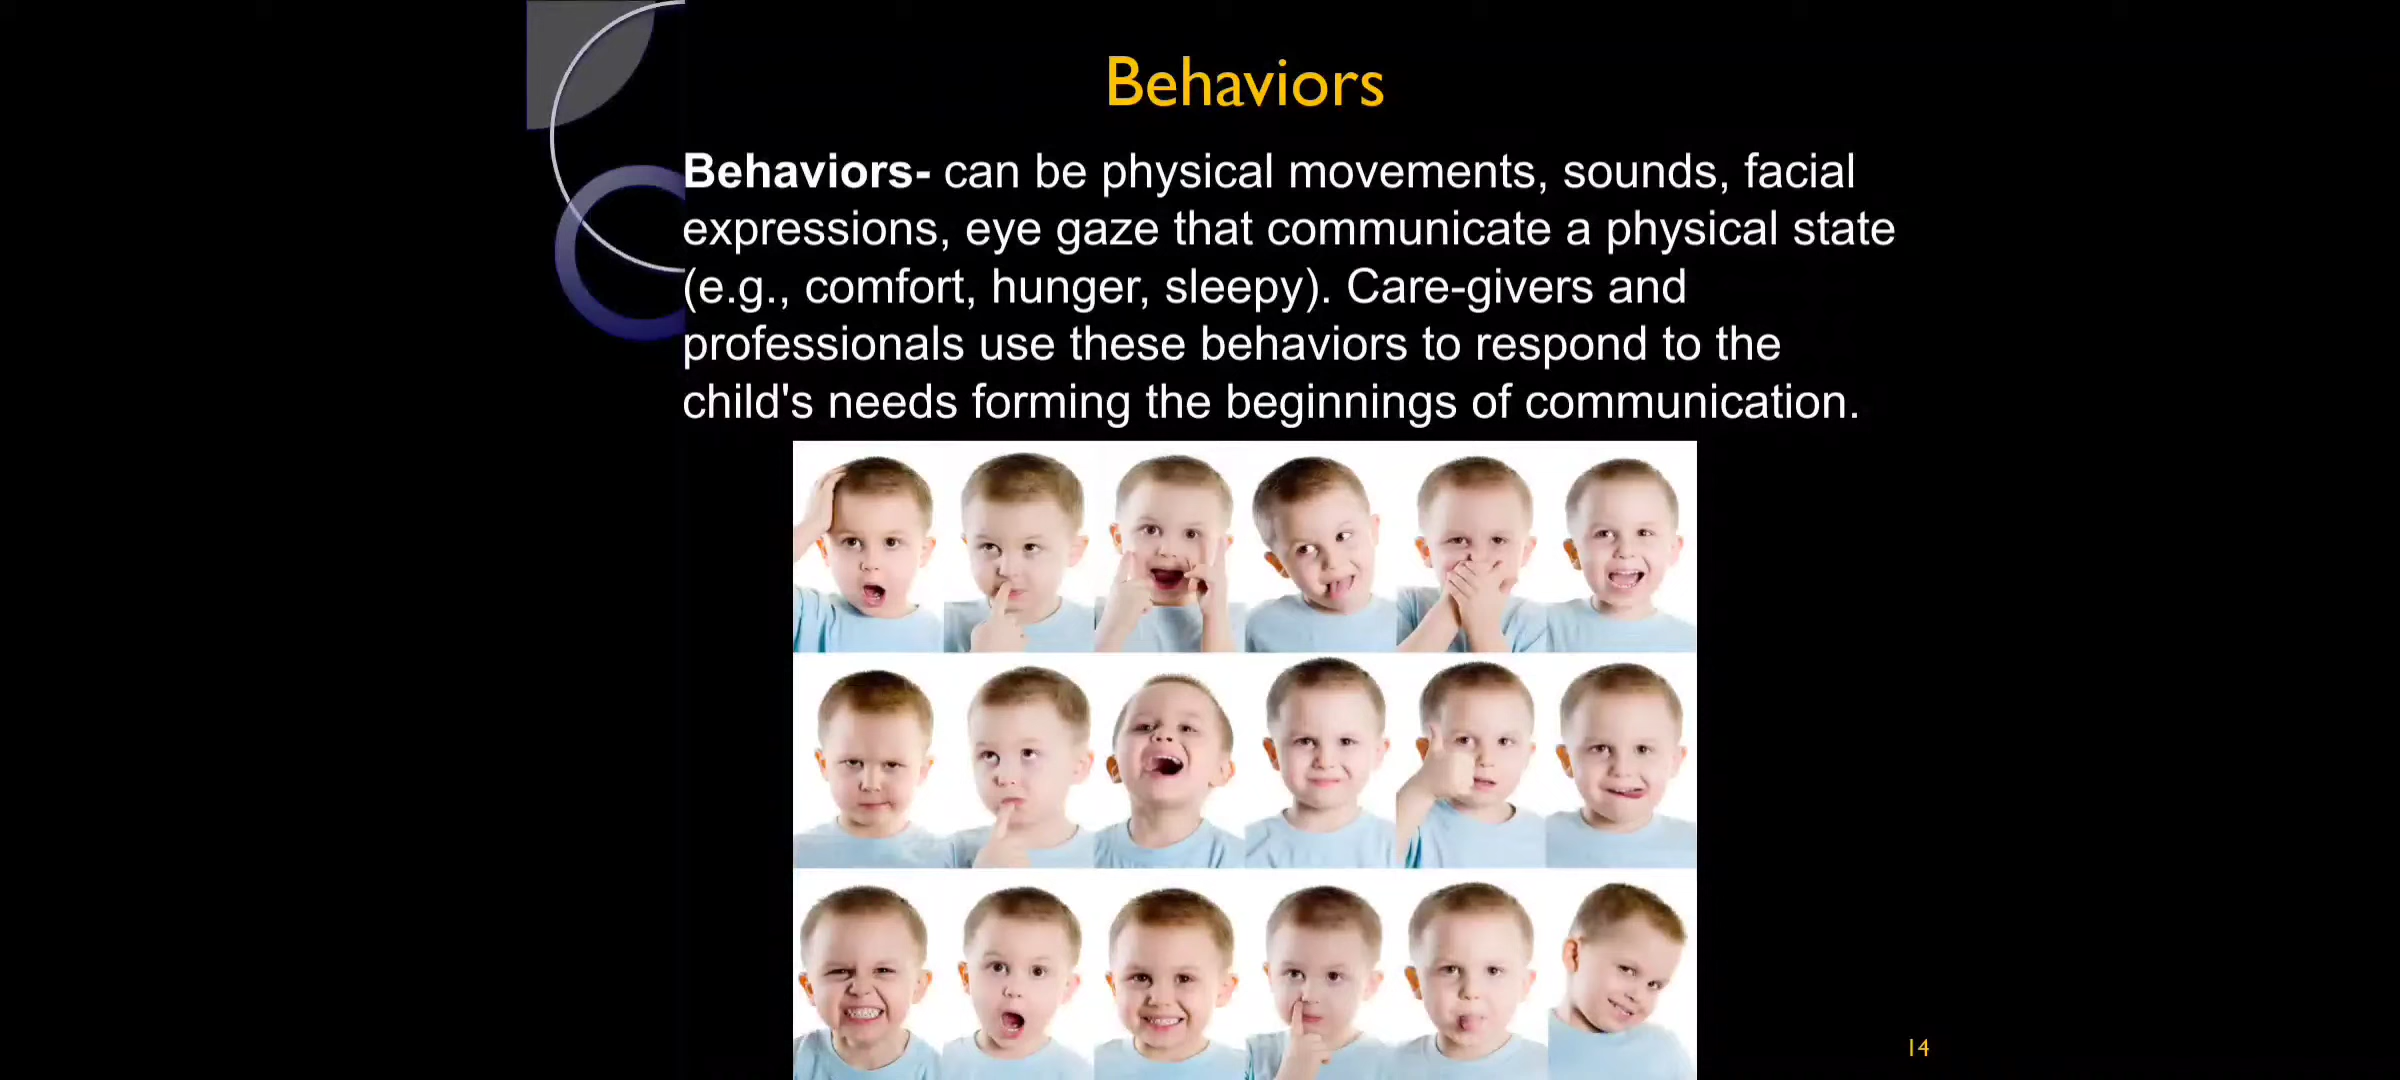 Behaviors
Behaviors- can be physical movements, sounds, facial
expressions, eye gaze that communicate a physical state
(e.g., comfort, hunger, sleepy). Care-givers and
professionals use these behaviors to respond to the
child's needs forming the beginnings of communication.
14